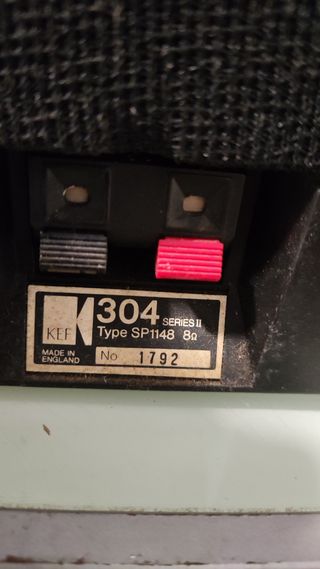 304 SERIES II
KEF Type SP1148 8Ω
MADE IN
ENGLAND
No 1792